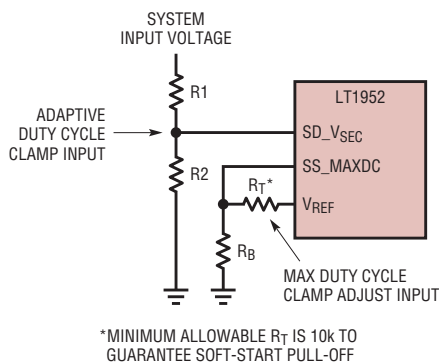 SYSTEM
INPUT VOLTAGE
R1
LT1952
ADAPTIVE
DUTY CYCLE
CLAMP INPUT
SD_VSEC
R2
SS_MAXDC
RT*
VREF
RB
MAX DUTY CYCLE
CLAMP ADJUST INPUT
*MINIMUM ALLOWABLE RT IS 10k TO
GUARANTEE SOFT-START PULL-OFF